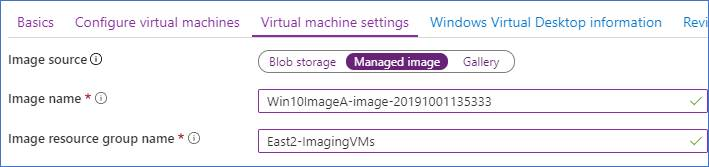 Basics Configure virtual machines Virtual machine settings Windows Virtual Desktop information Revi
Image source
Blob storage Managed image Gallery
Image name *
Win10ImageA-image-20191001135333
Image resource group name *
East2-ImagingVMs